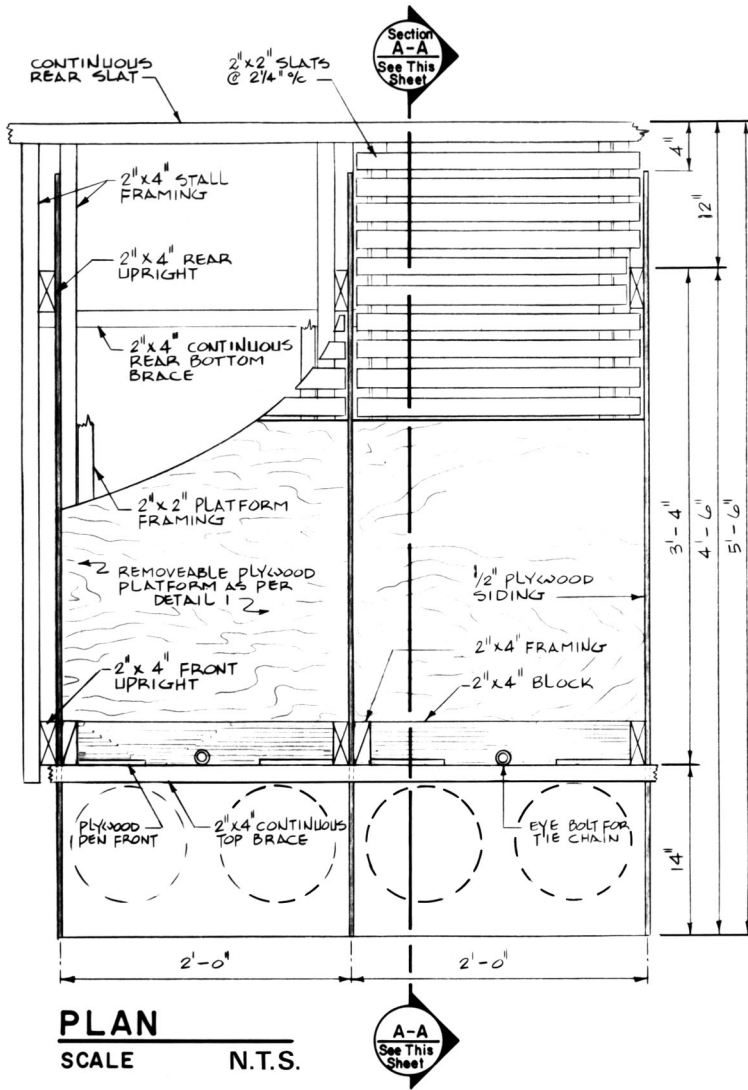 Section
A-A
See This
Sheet
CONTINUOUS
REAR SLAT
2"x2" SLATS
@ 2 1/4" o/c
4"
12"
2"x4" STALL
FRAMING
2"x4" REAR
UPRIGHT
2"x4" CONTINUOUS
REAR BOTTOM
BRACE
2"x2" PLATFORM
FRAMING
REMOVEABLE PLYWOOD
PLATFORM AS PER
DETAIL 1
1/2" PLYWOOD
SIDING
3'-4"
4'-6"
5'-6"
2"x4" FRONT
UPRIGHT
2"x4" FRAMING
2"x4" BLOCK
PLYWOOD
PEN FRONT
2"x4" CONTINUOUS
TOP BRACE
EYE BOLT FOR
TIE CHAIN
14"
2'-0"
2'-0"
PLAN
SCALE N.T.S.
A-A
See This
Sheet